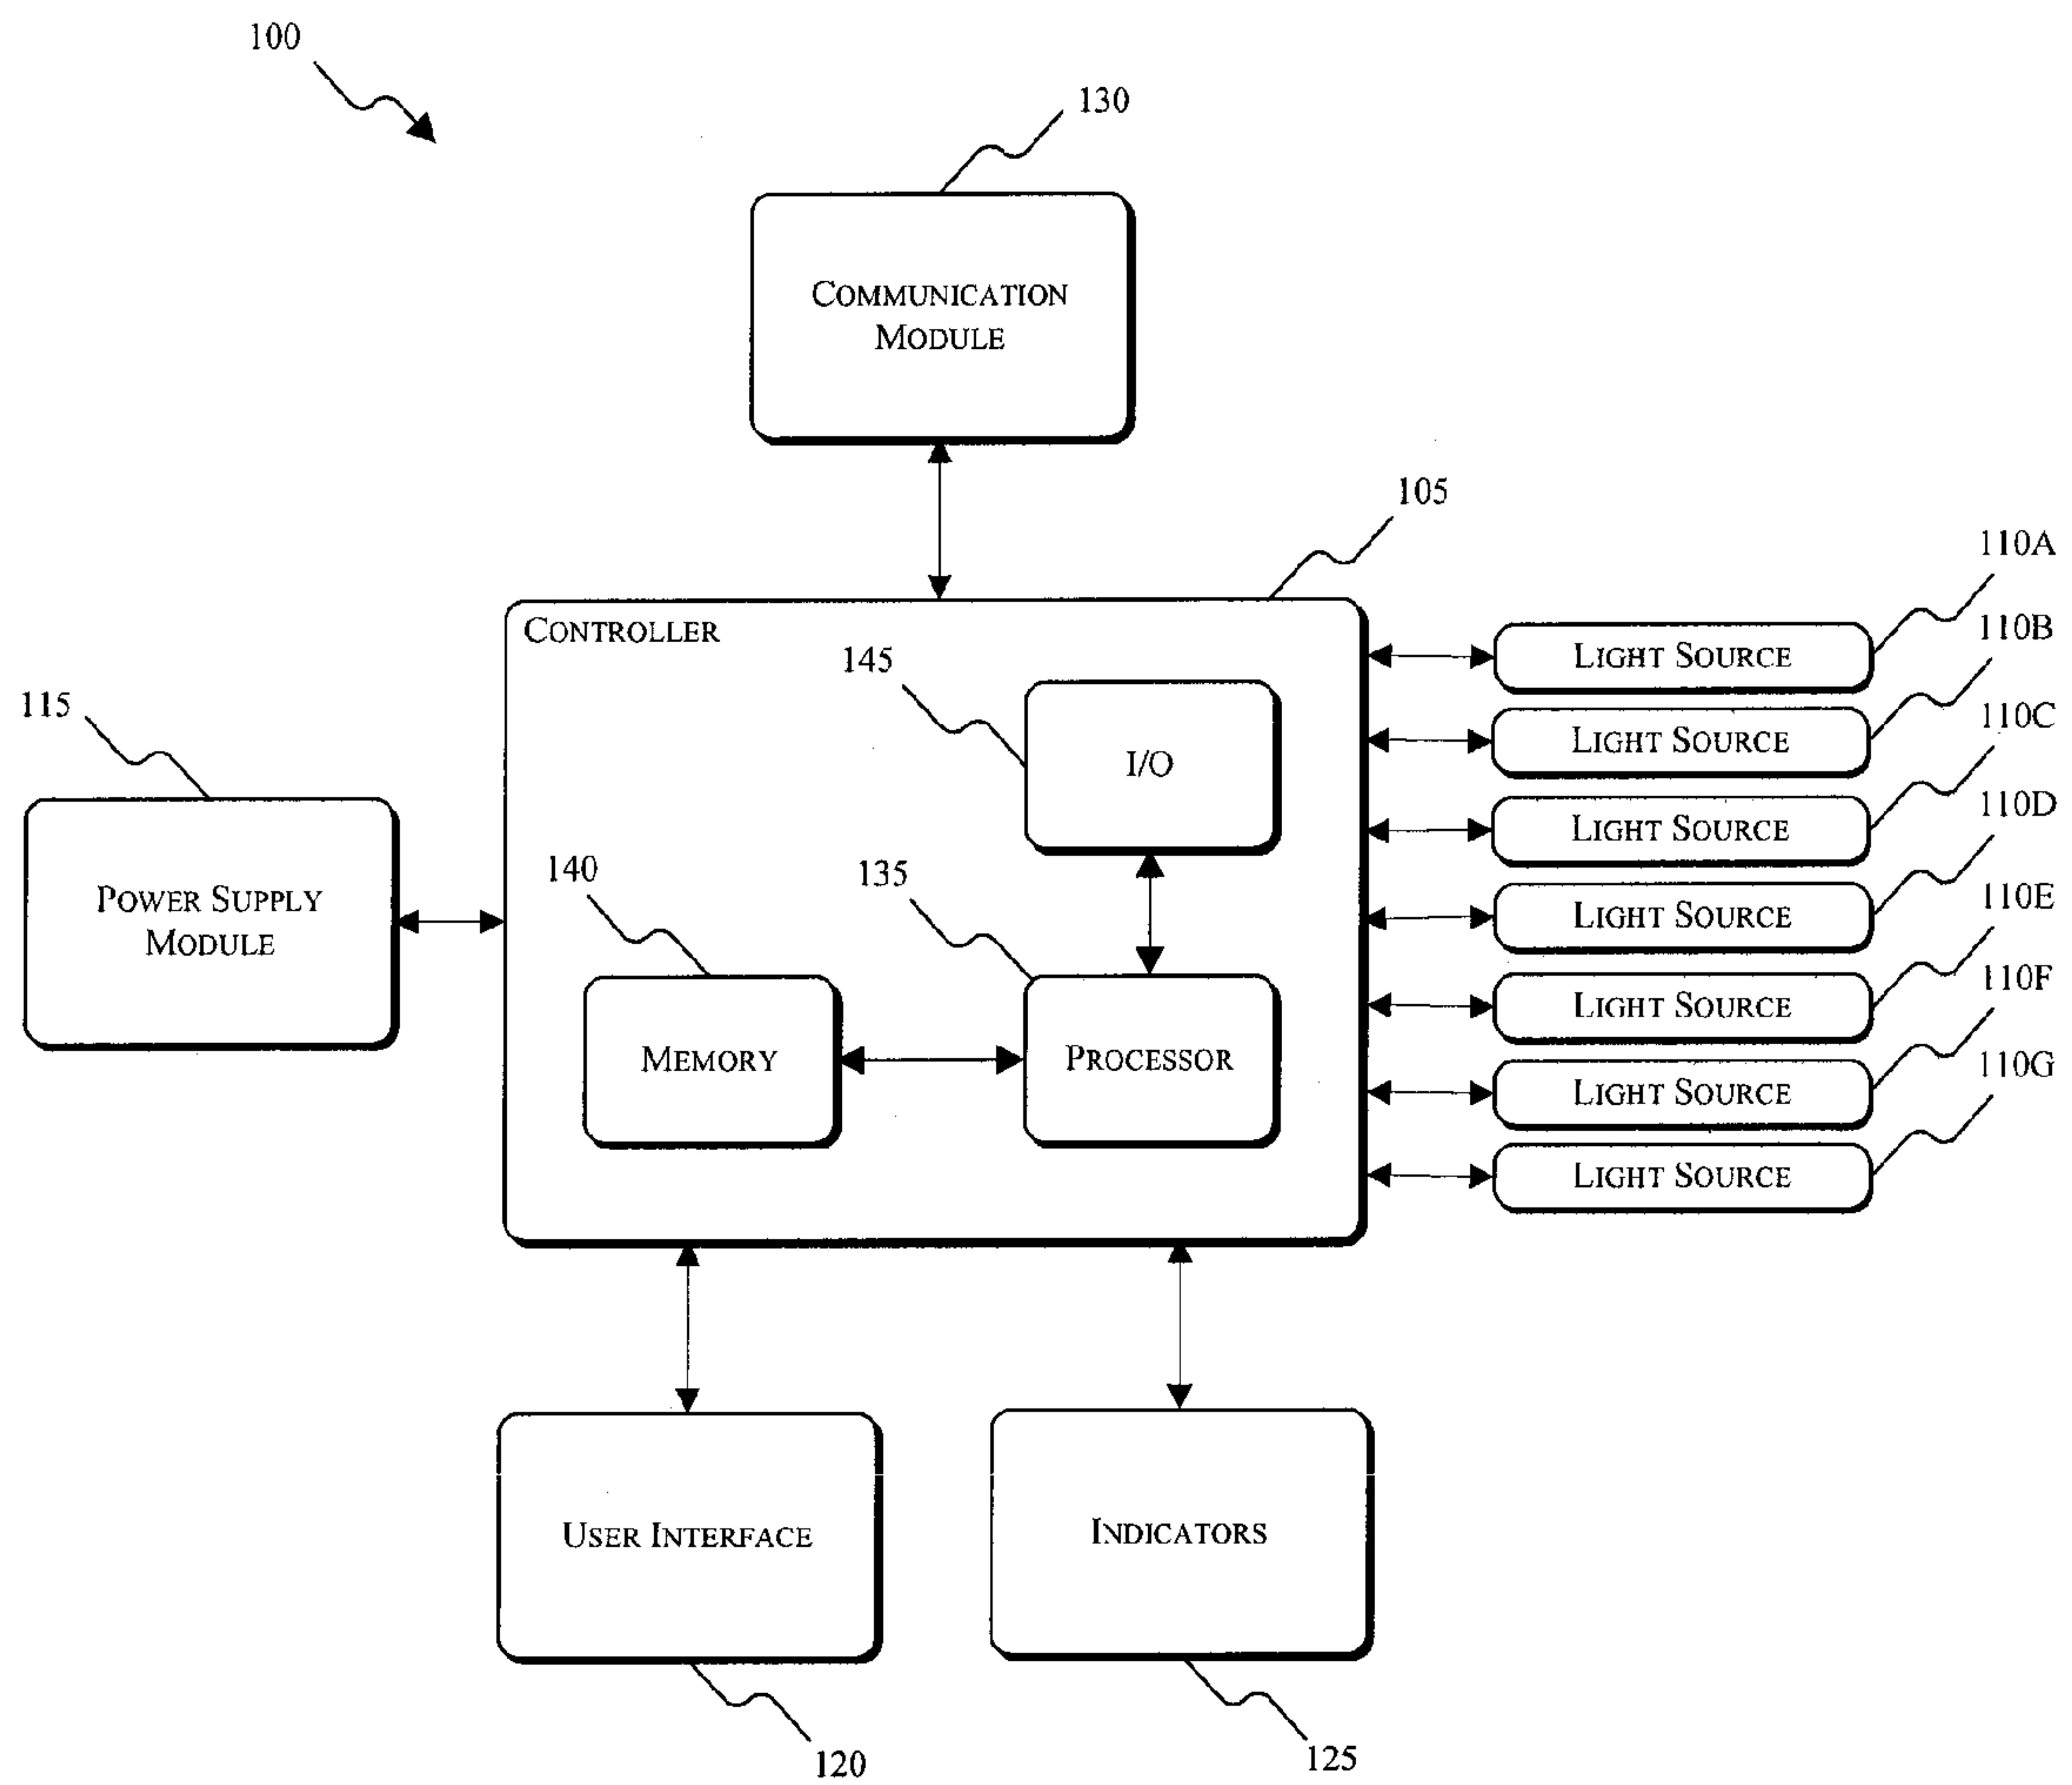 100
130
COMMUNICATION
MODULE
105
CONTROLLER
110A
LIGHT SOURCE
110B
LIGHT SOURCE
110C
LIGHT SOURCE
110D
LIGHT SOURCE
110E
LIGHT SOURCE
110F
LIGHT SOURCE
110G
LIGHT SOURCE
145
I/O
115
POWER SUPPLY
MODULE
140
MEMORY
135
PROCESSOR
USER INTERFACE
120
INDICATORS
125